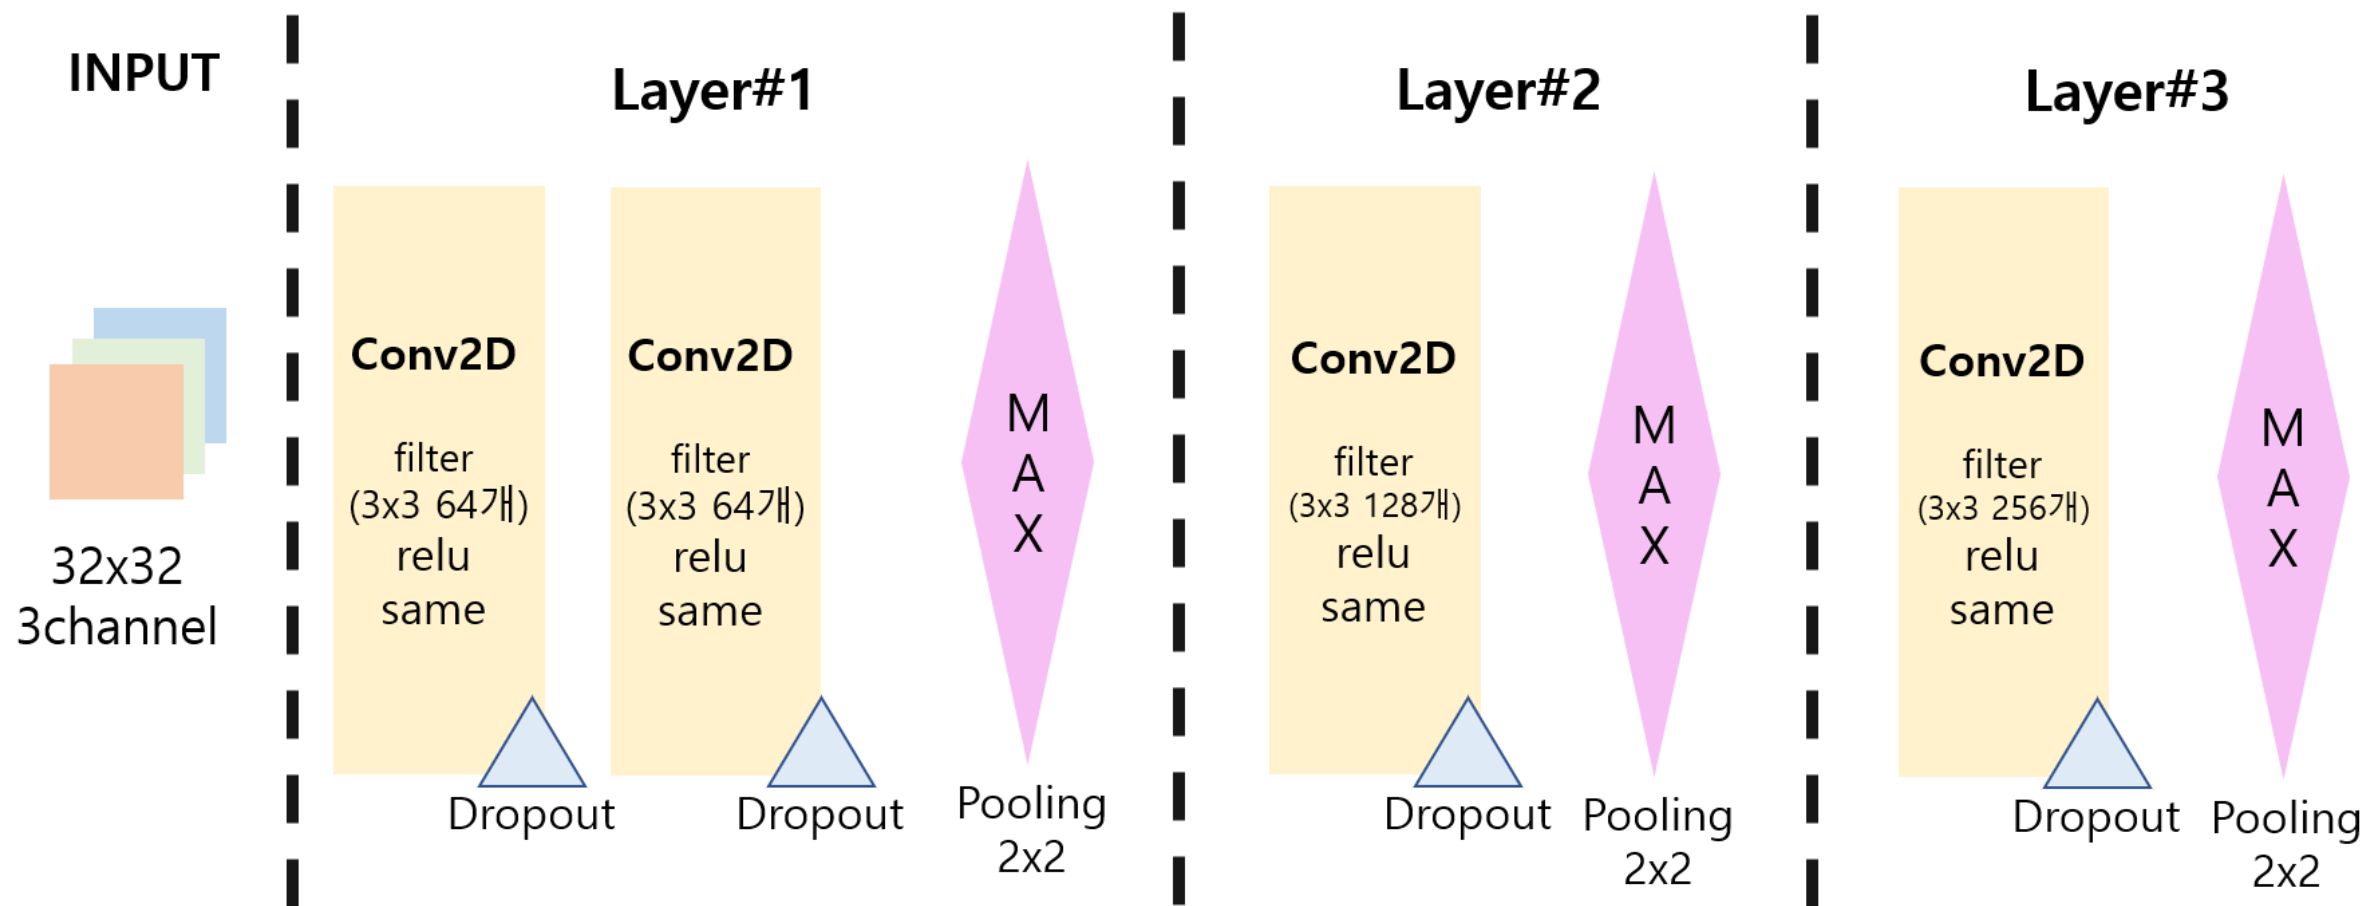 INPUT
32x32
3channel
Layer#1
Conv2D
filter
(3x3 64개)
relu
same
Dropout
Conv2D
filter
(3x3 64개)
relu
same
Dropout
M
A
X
Pooling
2x2
Layer#2
Conv2D
filter
(3x3 128개)
relu
same
Dropout
M
A
X
Pooling
2x2
Layer#3
Conv2D
filter
(3x3 256개)
relu
same
Dropout
M
A
X
Pooling
2x2